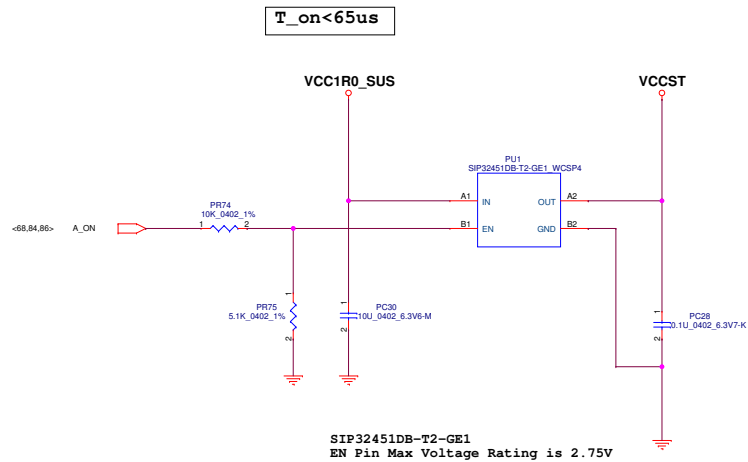 T_on<65us
VCC1R0_SUS
VCCST
PU1
SIP32451DB-T2-GE1_WCSP4
A1
IN
OUT
A2
PR74
10K_0402_1%
<68,84,86>
A_ON
1
2
B1
EN
GND
B2
1
PR75
5.1K_0402_1%
2
1
PC30
10U_0402_6.3V6-M
2
1
PC28
0.1U_0402_6.3V7-K
2
SIP32451DB-T2-GE1
EN Pin Max Voltage Rating is 2.75V